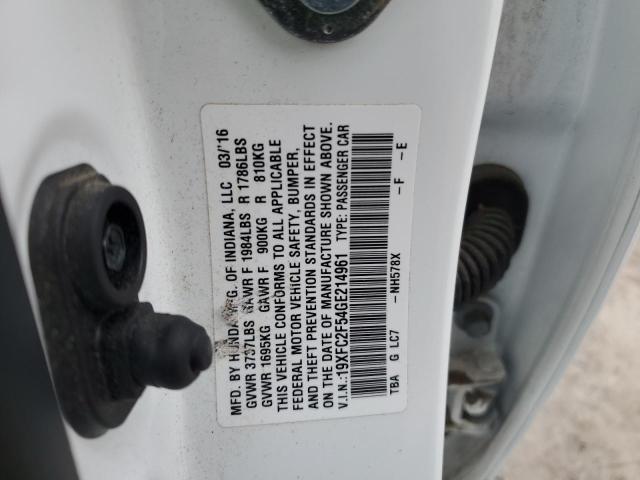 MFD. BY HONDA MFG. OF INDIANA, LLC 03/'16
GVWR 3737LBS GAWR F 1984LBS R 1786LBS
GVWR 1695KG GAWR F 900KG R 810KG
THIS VEHICLE CONFORMS TO ALL APPLICABLE
FEDERAL MOTOR VEHICLE SAFETY, BUMPER,
AND THEFT PREVENTION STANDARDS IN EFFECT
ON THE DATE OF MANUFACTURE SHOWN ABOVE.
V.I.N.:19XFC2F54GE214961 TYPE: PASSENGER CAR
TBA G LC7 –NH578X –F –E